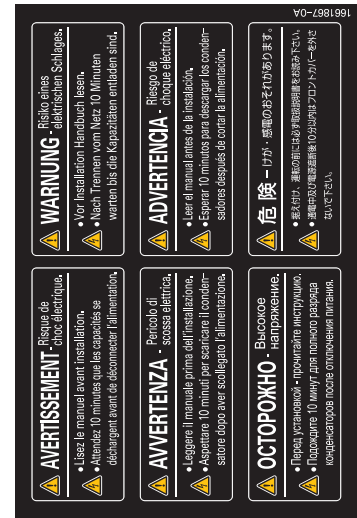 AVERTISSEMENT - Risque de
choc électrique.
• Lisez le manuel avant installation.
• Attendez 10 minutes que les capacités se
déchargent avant de déconnecter l'alimentation.
WARNUNG - Risiko eines
elektrischen Schlages.
• Vor Installation Handbuch lesen.
• Nach Trennen vom Netz 10 Minuten
warten bis die Kapazitäten entladen sind.
AVVERTENZA - Pericolo di
scossa elettrica.
• Leggere il manuale prima dell'installazione.
• Aspettare 10 minuti per scaricare il conden-
satore dopo aver scollegato l'alimentazione.
ADVERTENCIA - Riesgo de
choque eléctrico.
• Leer el manual antes de la instalación.
• Esperar 10 minutos para descargar los conden-
sadores después de cortar la alimentación.
ОСТОРОЖНО - Высокое
напряжение.
• Перед установкой - прочитайте инструкцию.
• Подождите 10 минут для полного разряда
конденсаторов после отключения питания.
危 険 - けが・感電のおそれがあります。
• 据え付け、運転の前には必ず取扱説明書をお読み下さい。
• 通電中及び電源遮断後10分以内はフロントカバーを外さ
ないで下さい。
1661867916-0A